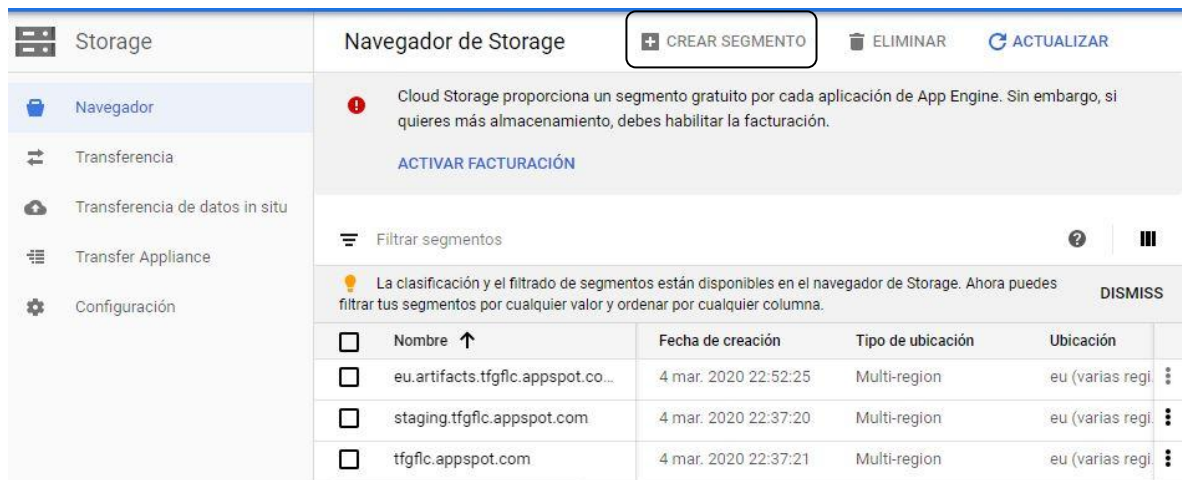 Storage
Navegador de Storage
CREAR SEGMENTO
ELIMINAR
ACTUALIZAR
Navegador
Transferencia
Transferencia de datos in situ
Transfer Appliance
Configuración
Cloud Storage proporciona un segmento gratuito por cada aplicación de App Engine. Sin embargo, si
quieres más almacenamiento, debes habilitar la facturación.
ACTIVAR FACTURACIÓN
Filtrar segmentos
La clasificación y el filtrado de segmentos están disponibles en el navegador de Storage. Ahora puedes
filtrar tus segmentos por cualquier valor y ordenar por cualquier columna.
DISMISS
Nombre Fecha de creación Tipo de ubicación Ubicación
eu.artifacts.tfgflc.appspot.co... 4 mar. 2020 22:52:25 Multi-region eu (varias regi.
staging.tfgflc.appspot.com 4 mar. 2020 22:37:20 Multi-region eu (varias regi.
tfgflc.appspot.com 4 mar. 2020 22:37:21 Multi-region eu (varias regi.